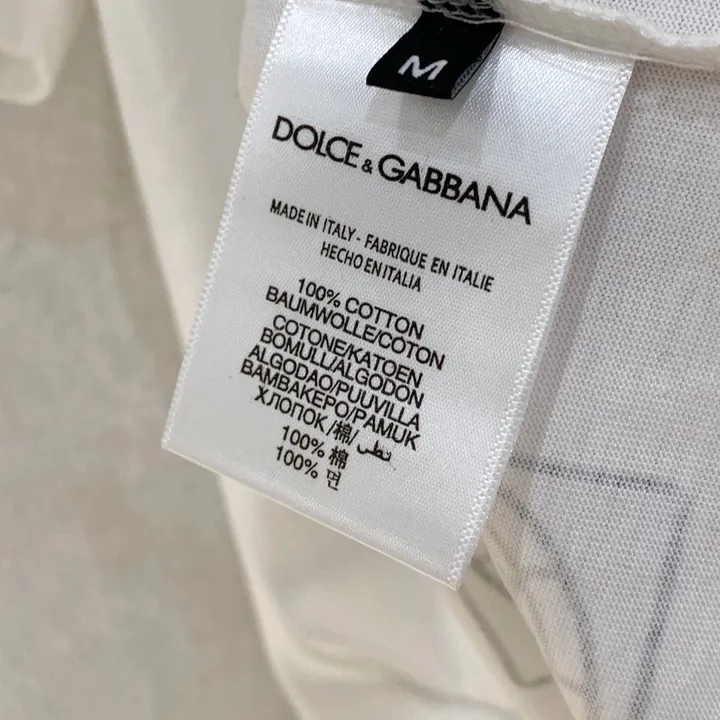 M
DOLCE & GABBANA
MADE IN ITALY - FABRIQUE EN ITALIE
HECHO EN ITALIA
100% COTTON
BAUMWOLLE/COTON
COTONE/KATOEN
BOMULL/ALGODON
ALGODAO/PUUVILLA
BAMBAKEPO/PAMUK
ХЛОПОК/棉/قطن
100% 棉
100% 면